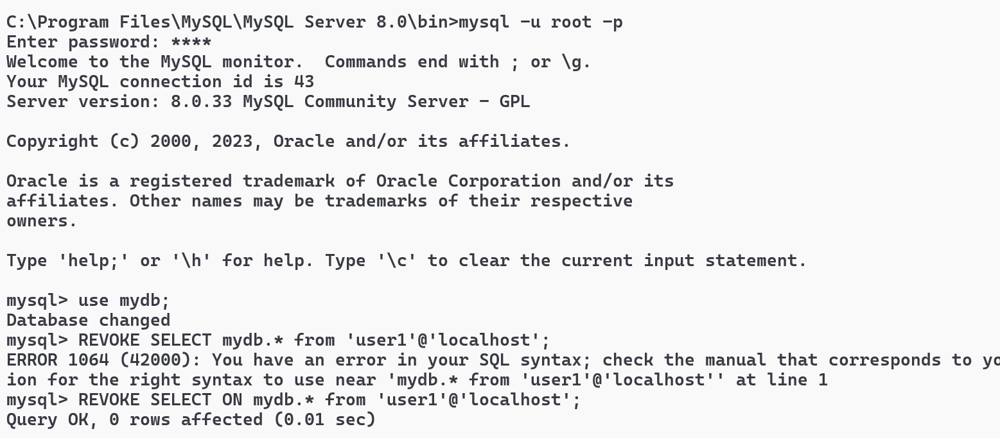 C:\Program Files\MySQL\MySQL Server 8.0\bin>mysql -u root -p
Enter password: ****
Welcome to the MySQL monitor.  Commands end with ; or \g.
Your MySQL connection id is 43
Server version: 8.0.33 MySQL Community Server - GPL
Copyright (c) 2000, 2023, Oracle and/or its affiliates.
Oracle is a registered trademark of Oracle Corporation and/or its
affiliates. Other names may be trademarks of their respective
owners.
Type 'help;' or '\h' for help. Type '\c' to clear the current input statement.
mysql> use mydb;
Database changed
mysql> REVOKE SELECT mydb.* from 'user1'@'localhost';
ERROR 1064 (42000): You have an error in your SQL syntax; check the manual that corresponds to yo
ion for the right syntax to use near 'mydb.* from 'user1'@'localhost'' at line 1
mysql> REVOKE SELECT ON mydb.* from 'user1'@'localhost';
Query OK, 0 rows affected (0.01 sec)